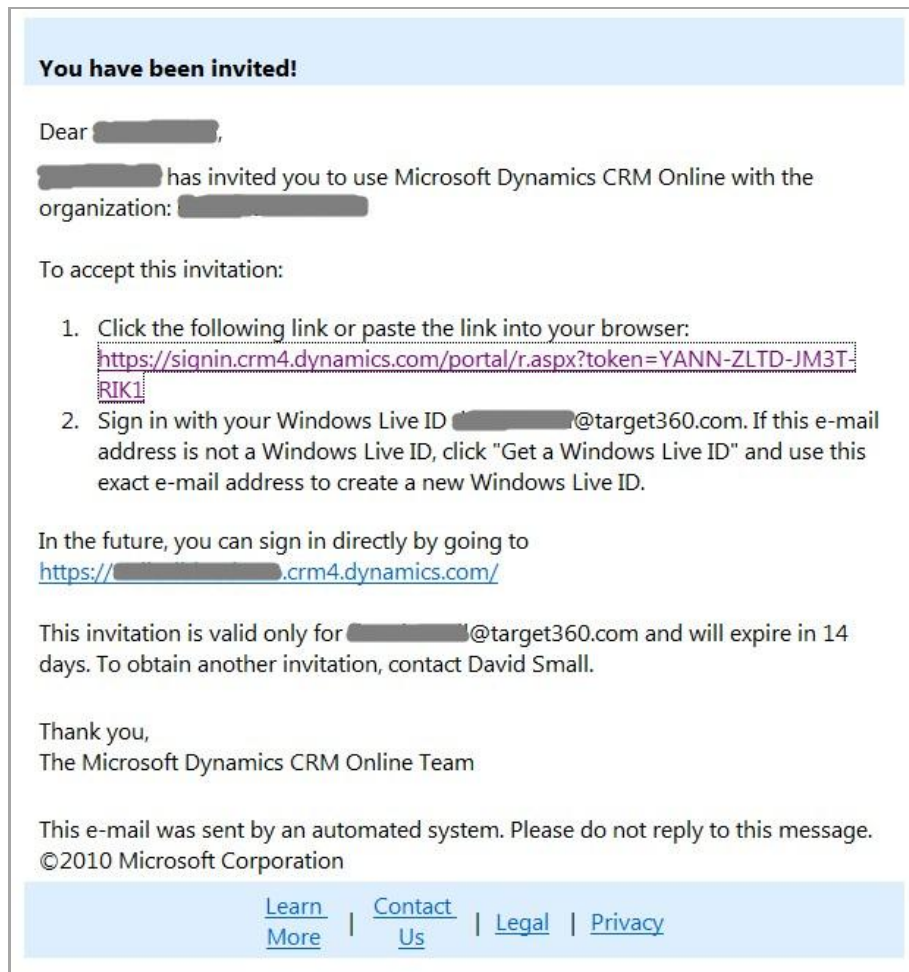 You have been invited!
Dear ,
has invited you to use Microsoft Dynamics CRM Online with the
organization:
To accept this invitation:
1. Click the following link or paste the link into your browser:
https://signin.crm4.dynamics.com/portal/r.aspx?token=YANN-ZLTD-JM3T-
RIK1
2. Sign in with your Windows Live ID @target360.com. If this e-mail
address is not a Windows Live ID, click "Get a Windows Live ID" and use this
exact e-mail address to create a new Windows Live ID.
In the future, you can sign in directly by going to
https:// .crm4.dynamics.com/
This invitation is valid only for @target360.com and will expire in 14
days. To obtain another invitation, contact David Small.
Thank you,
The Microsoft Dynamics CRM Online Team
This e-mail was sent by an automated system. Please do not reply to this message.
©2010 Microsoft Corporation
Learn More | Contact Us | Legal | Privacy